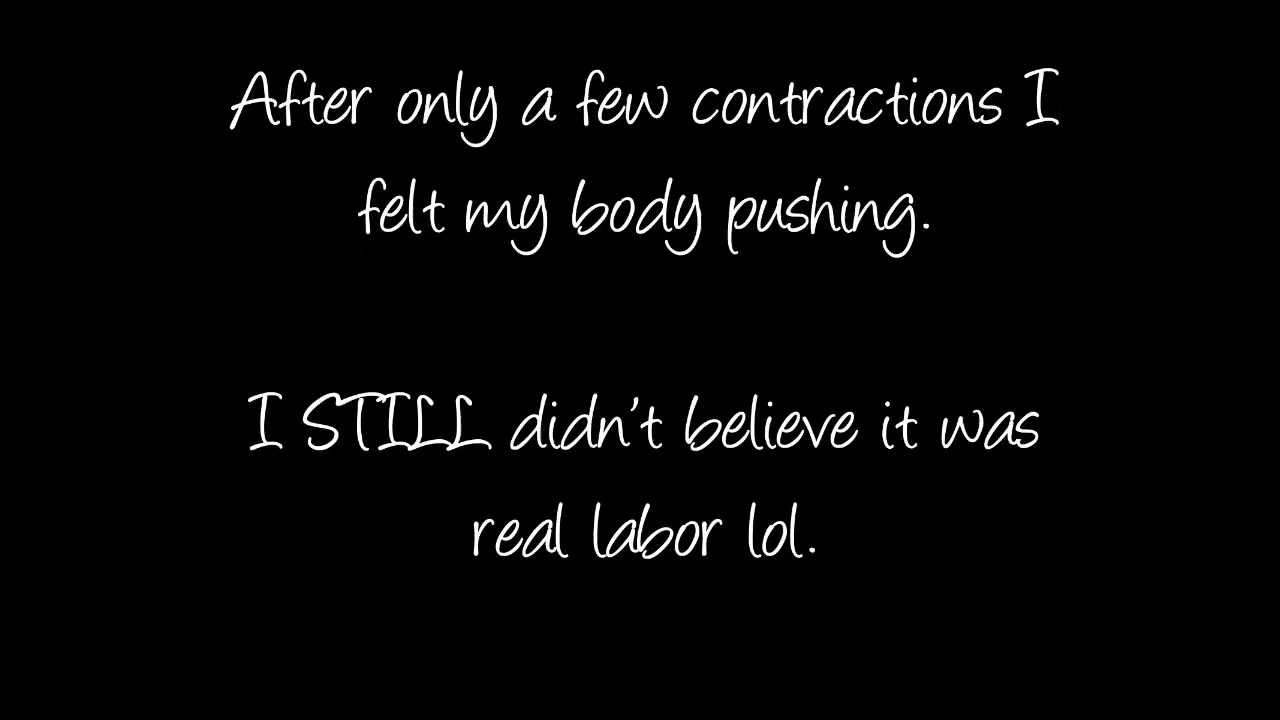 After only a few contractions I
felt my body pushing.
I STILL didn't believe it was
real labor lol.